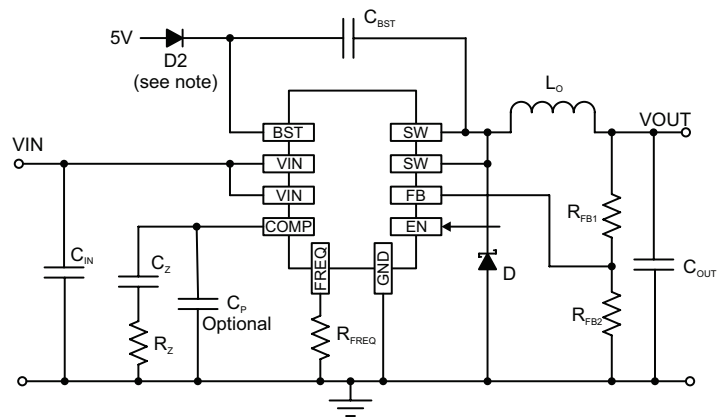 C_BST
5V
D2
(see note)
L_O
VIN
VOUT
BST
SW
VIN
SW
VIN
FB
COMP
EN
FREQ
GND
C_IN
C_Z
C_P
Optional
R_Z
R_FREQ
D
R_FB1
R_FB2
C_OUT